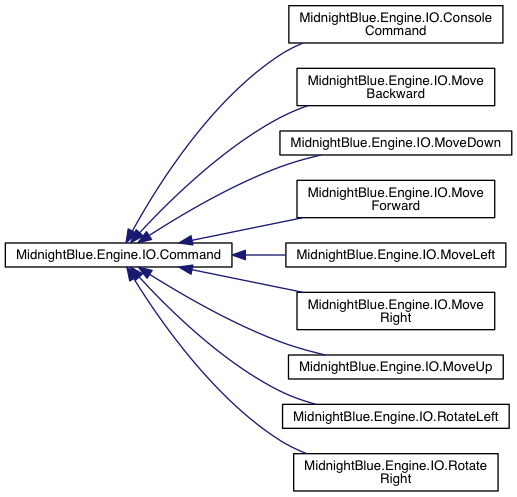 MidnightBlue.Engine.IO.Console
Command
MidnightBlue.Engine.IO.Move
Backward
MidnightBlue.Engine.IO.MoveDown
MidnightBlue.Engine.IO.Move
Forward
MidnightBlue.Engine.IO.Command
MidnightBlue.Engine.IO.MoveLeft
MidnightBlue.Engine.IO.Move
Right
MidnightBlue.Engine.IO.MoveUp
MidnightBlue.Engine.IO.RotateLeft
MidnightBlue.Engine.IO.Rotate
Right